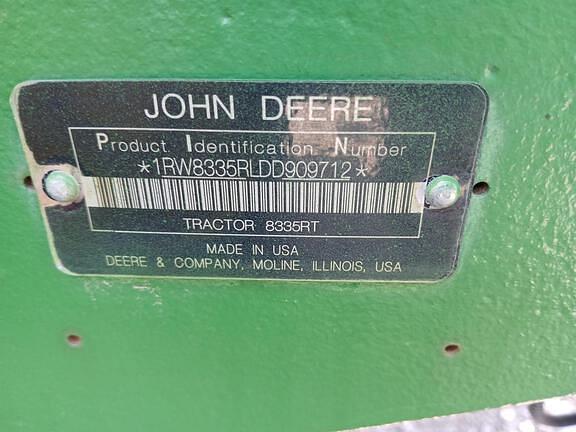 JOHN DEERE
Product Identification Number
*1RW8335RLDD909712*
TRACTOR 8335RT
MADE IN USA
DEERE & COMPANY, MOLINE, ILLINOIS, USA